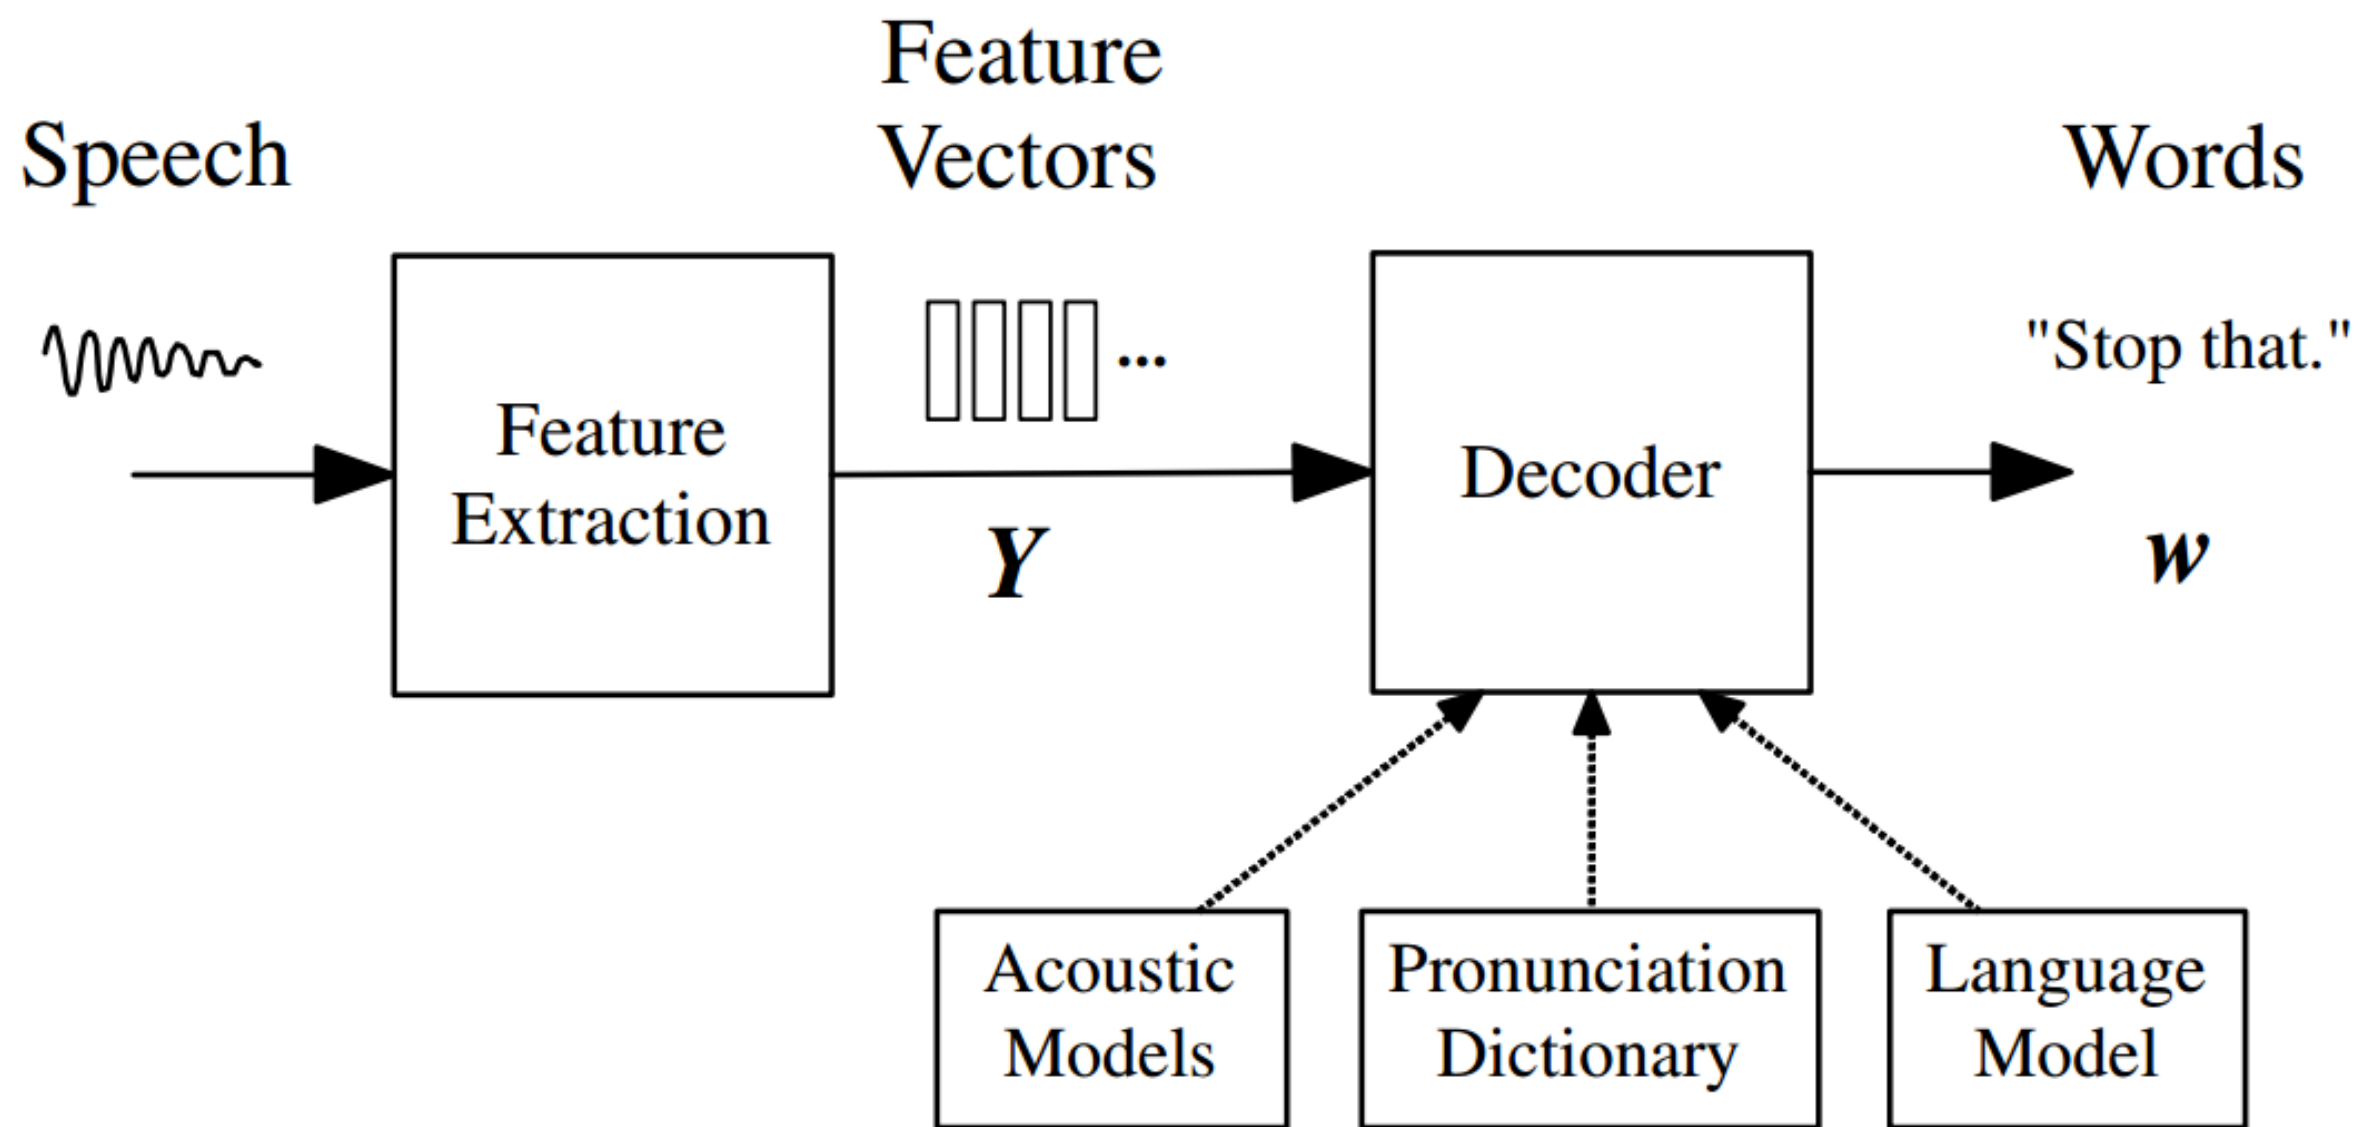 Speech
Feature
Vectors
Words
Feature
Extraction
...
Y
Decoder
"Stop that."
w
Acoustic
Models
Pronunciation
Dictionary
Language
Model